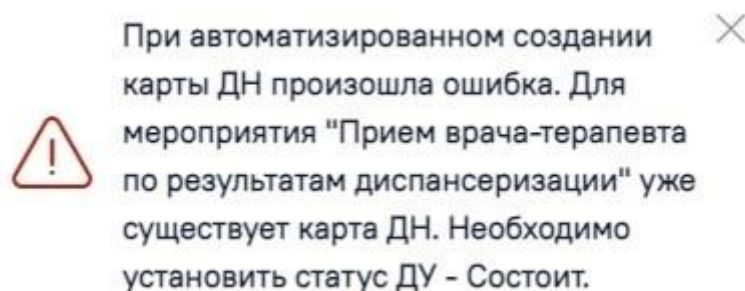 При автоматизированном создании
карты ДН произошла ошибка. Для
мероприятия "Прием врача-терапевта
по результатам диспансеризации" уже
существует карта ДН. Необходимо
установить статус ДУ - Состоит.